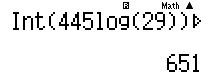 R Math ▲
Int(445log(29))▶
651